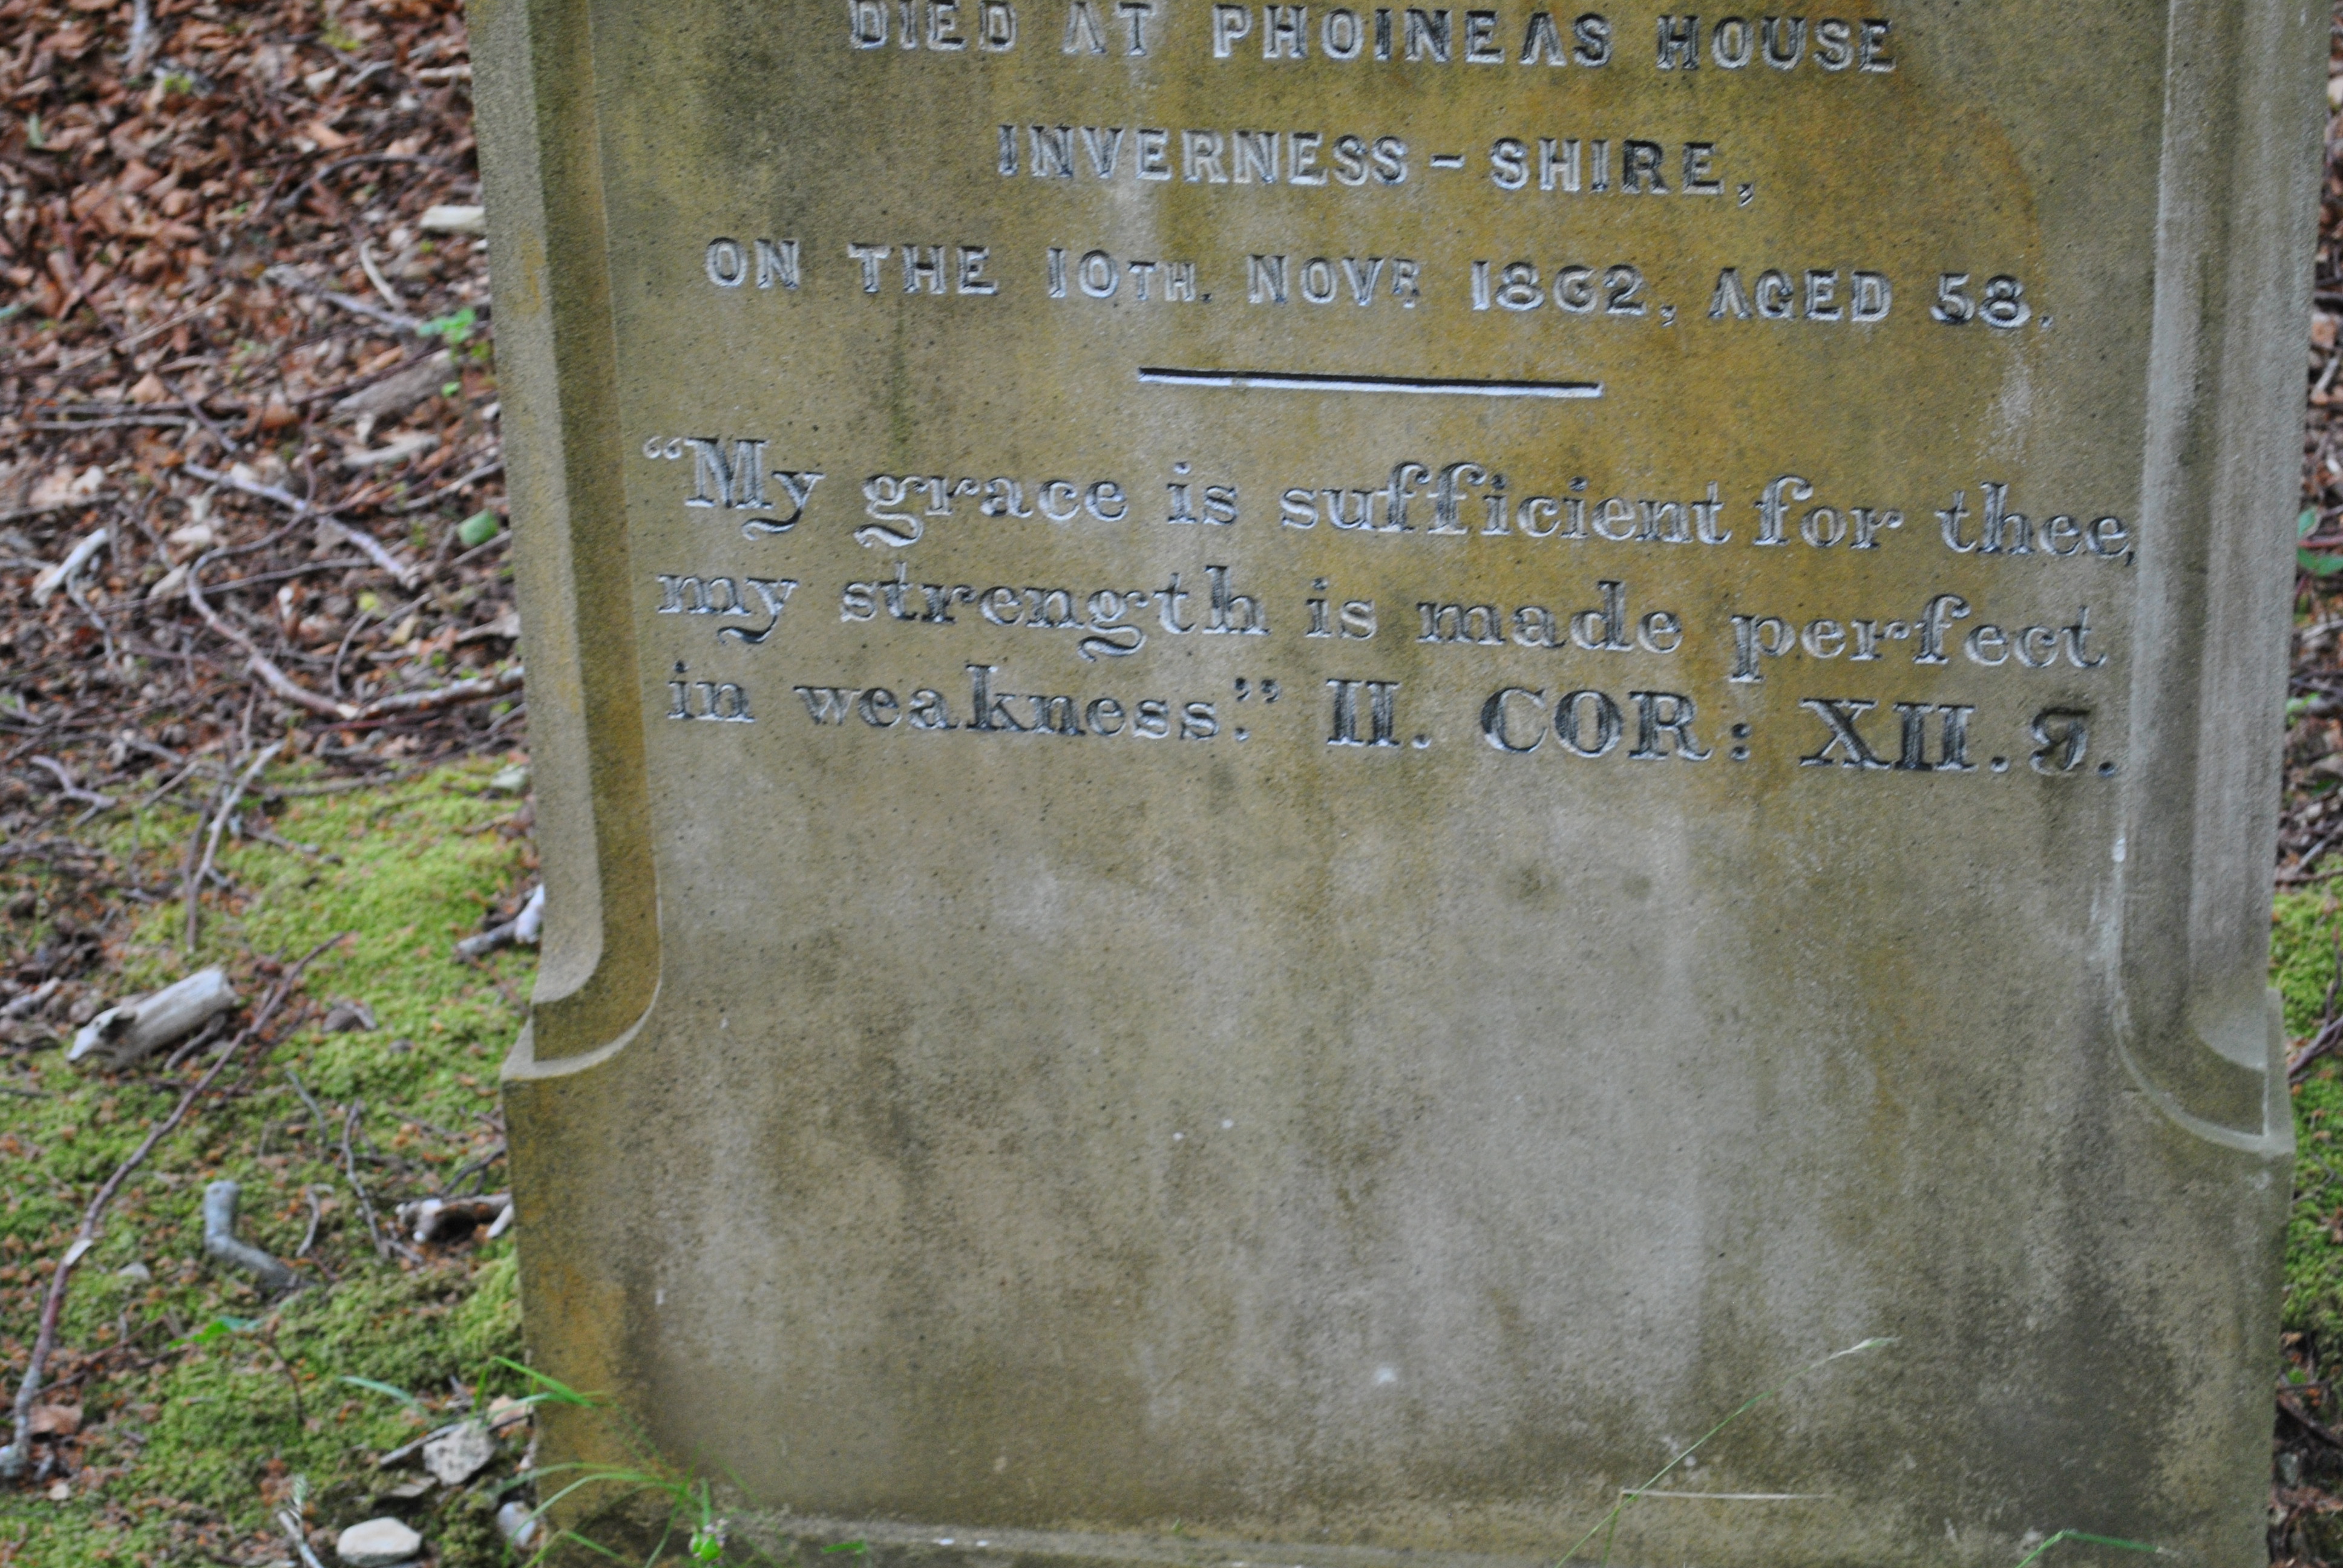 DIED AT PHOINEAS HOUSE
INVERNESS-SHIRE,
ON THE 10TH. NOVR. 1862, AGED 58.
“My grace is sufficient for thee,
my strength is made perfect
in weakness.” II. COR: XII. 9.